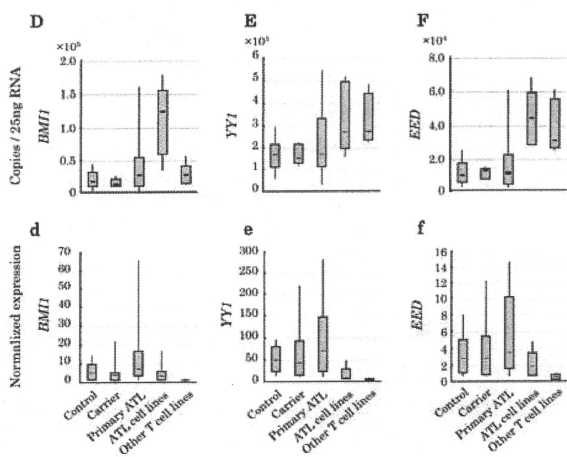 D E F
×10⁵ ×10⁵ ×10⁴
Copies / 25ng RNA
BMI1
2.0
1.5
1.0
0.5
0
YY1
6
5
4
3
2
1
0
EED
8.0
6.0
4.0
2.0
0
d e f
Normalized expression
BMI1
70
60
50
40
30
20
10
0
YY1
300
250
200
150
100
50
0
EED
16
14
12
10
8
6
4
2
0
Control
Carrier
Primary ATL
ATL cell lines
Other T cell lines
Control
Carrier
Primary ATL
ATL cell lines
Other T cell lines
Control
Carrier
Primary ATL
ATL cell lines
Other T cell lines